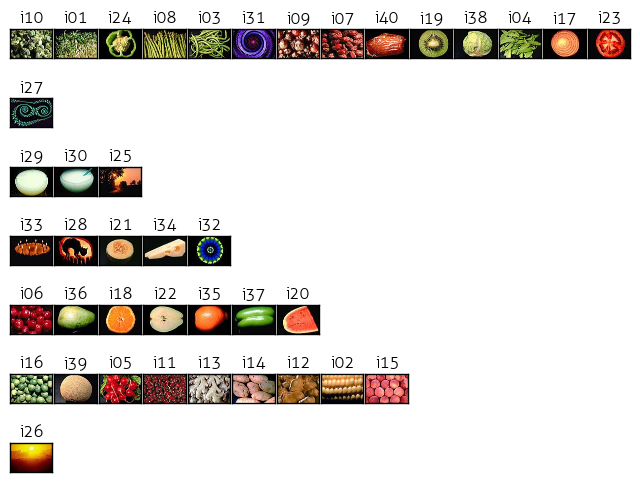 i10 i01 i24 i08 i03 i31 i09 i07 i40 i19 i38 i04 i17 i23
i27
i29 i30 i25
i33 i28 i21 i34 i32
i06 i36 i18 i22 i35 i37 i20
i16 i39 i05 i11 i13 i14 i12 i02 i15
i26